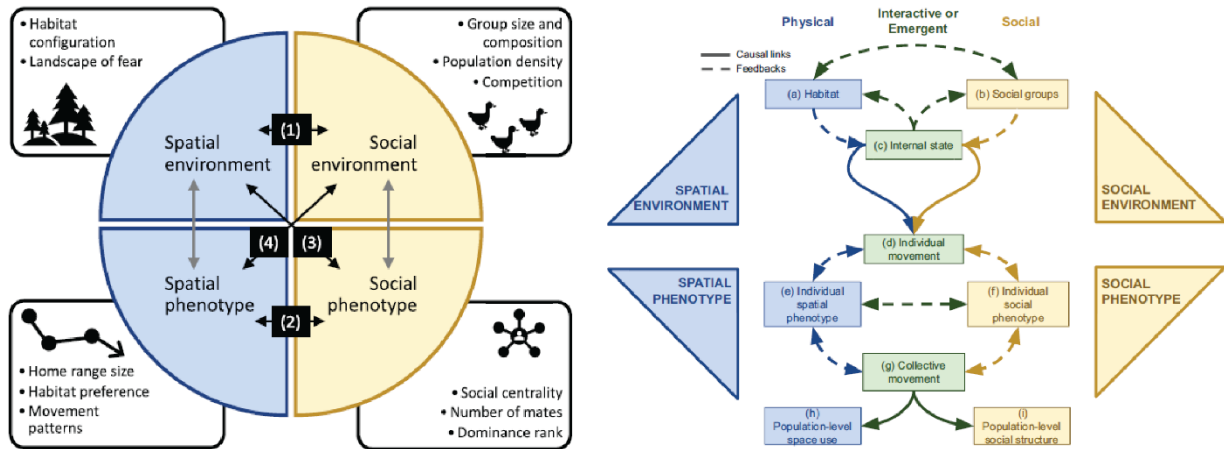 • Habitat
configuration
• Landscape of fear
• Group size and
composition
• Population density
• Competition
(1)
Spatial
environment
Social
environment
(4)
(3)
Spatial
phenotype
Social
phenotype
(2)
• Home range size
• Habitat preference
• Movement
patterns
• Social centrality
• Number of mates
• Dominance rank
Physical
Interactive or
Emergent
Social
Causal links
Feedbacks
(a) Habitat
(b) Social groups
(c) Internal state
SPATIAL
ENVIRONMENT
SOCIAL
ENVIRONMENT
(d) Individual
movement
SPATIAL
PHENOTYPE
SOCIAL
PHENOTYPE
(e) Individual
spatial
phenotype
(f) Individual
social
phenotype
(g) Collective
movement
(h)
Population-level
space use
(i)
Population-level
social structure